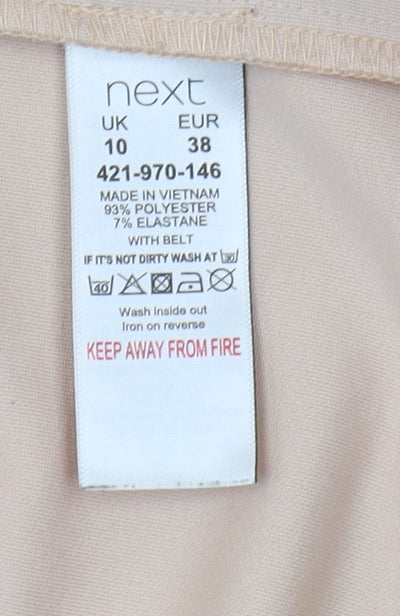 next
UK EUR
10 38
421-970-146
MADE IN VIETNAM
93% POLYESTER
7% ELASTANE
WITH BELT
IF IT'S NOT DIRTY WASH AT 30
40
Wash inside out
Iron on reverse
KEEP AWAY FROM FIRE